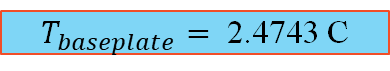 T_baseplate = 2.4743 C